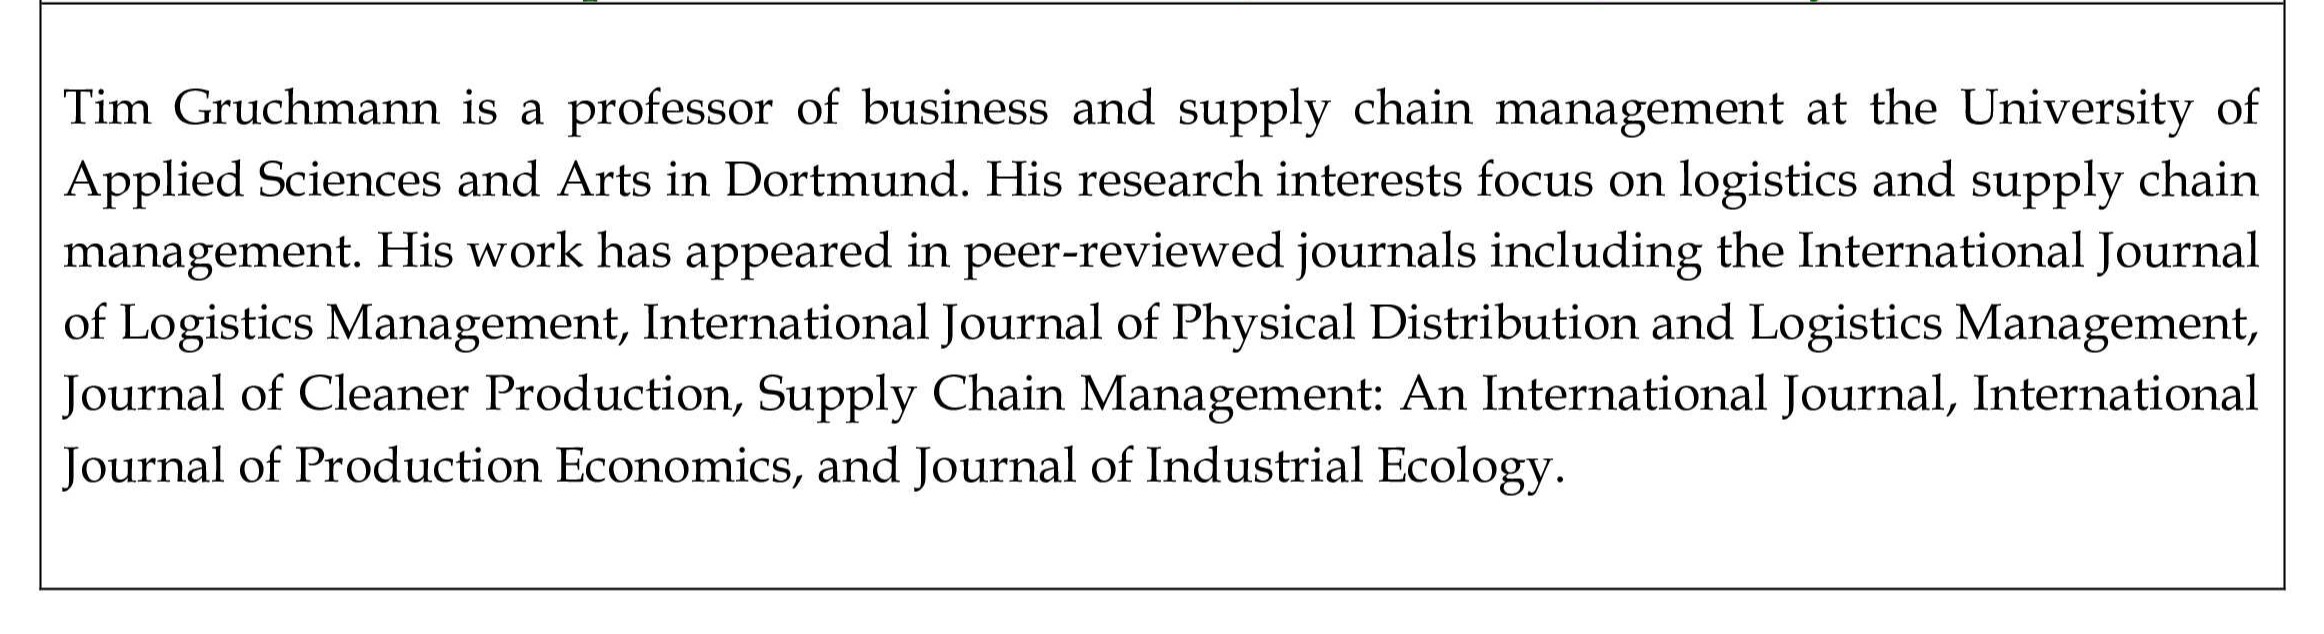 Tim Gruchmann is a professor of business and supply chain management at the University of
Applied Sciences and Arts in Dortmund. His research interests focus on logistics and supply chain
management. His work has appeared in peer-reviewed journals including the International Journal
of Logistics Management, International Journal of Physical Distribution and Logistics Management,
Journal of Cleaner Production, Supply Chain Management: An International Journal, International
Journal of Production Economics, and Journal of Industrial Ecology.